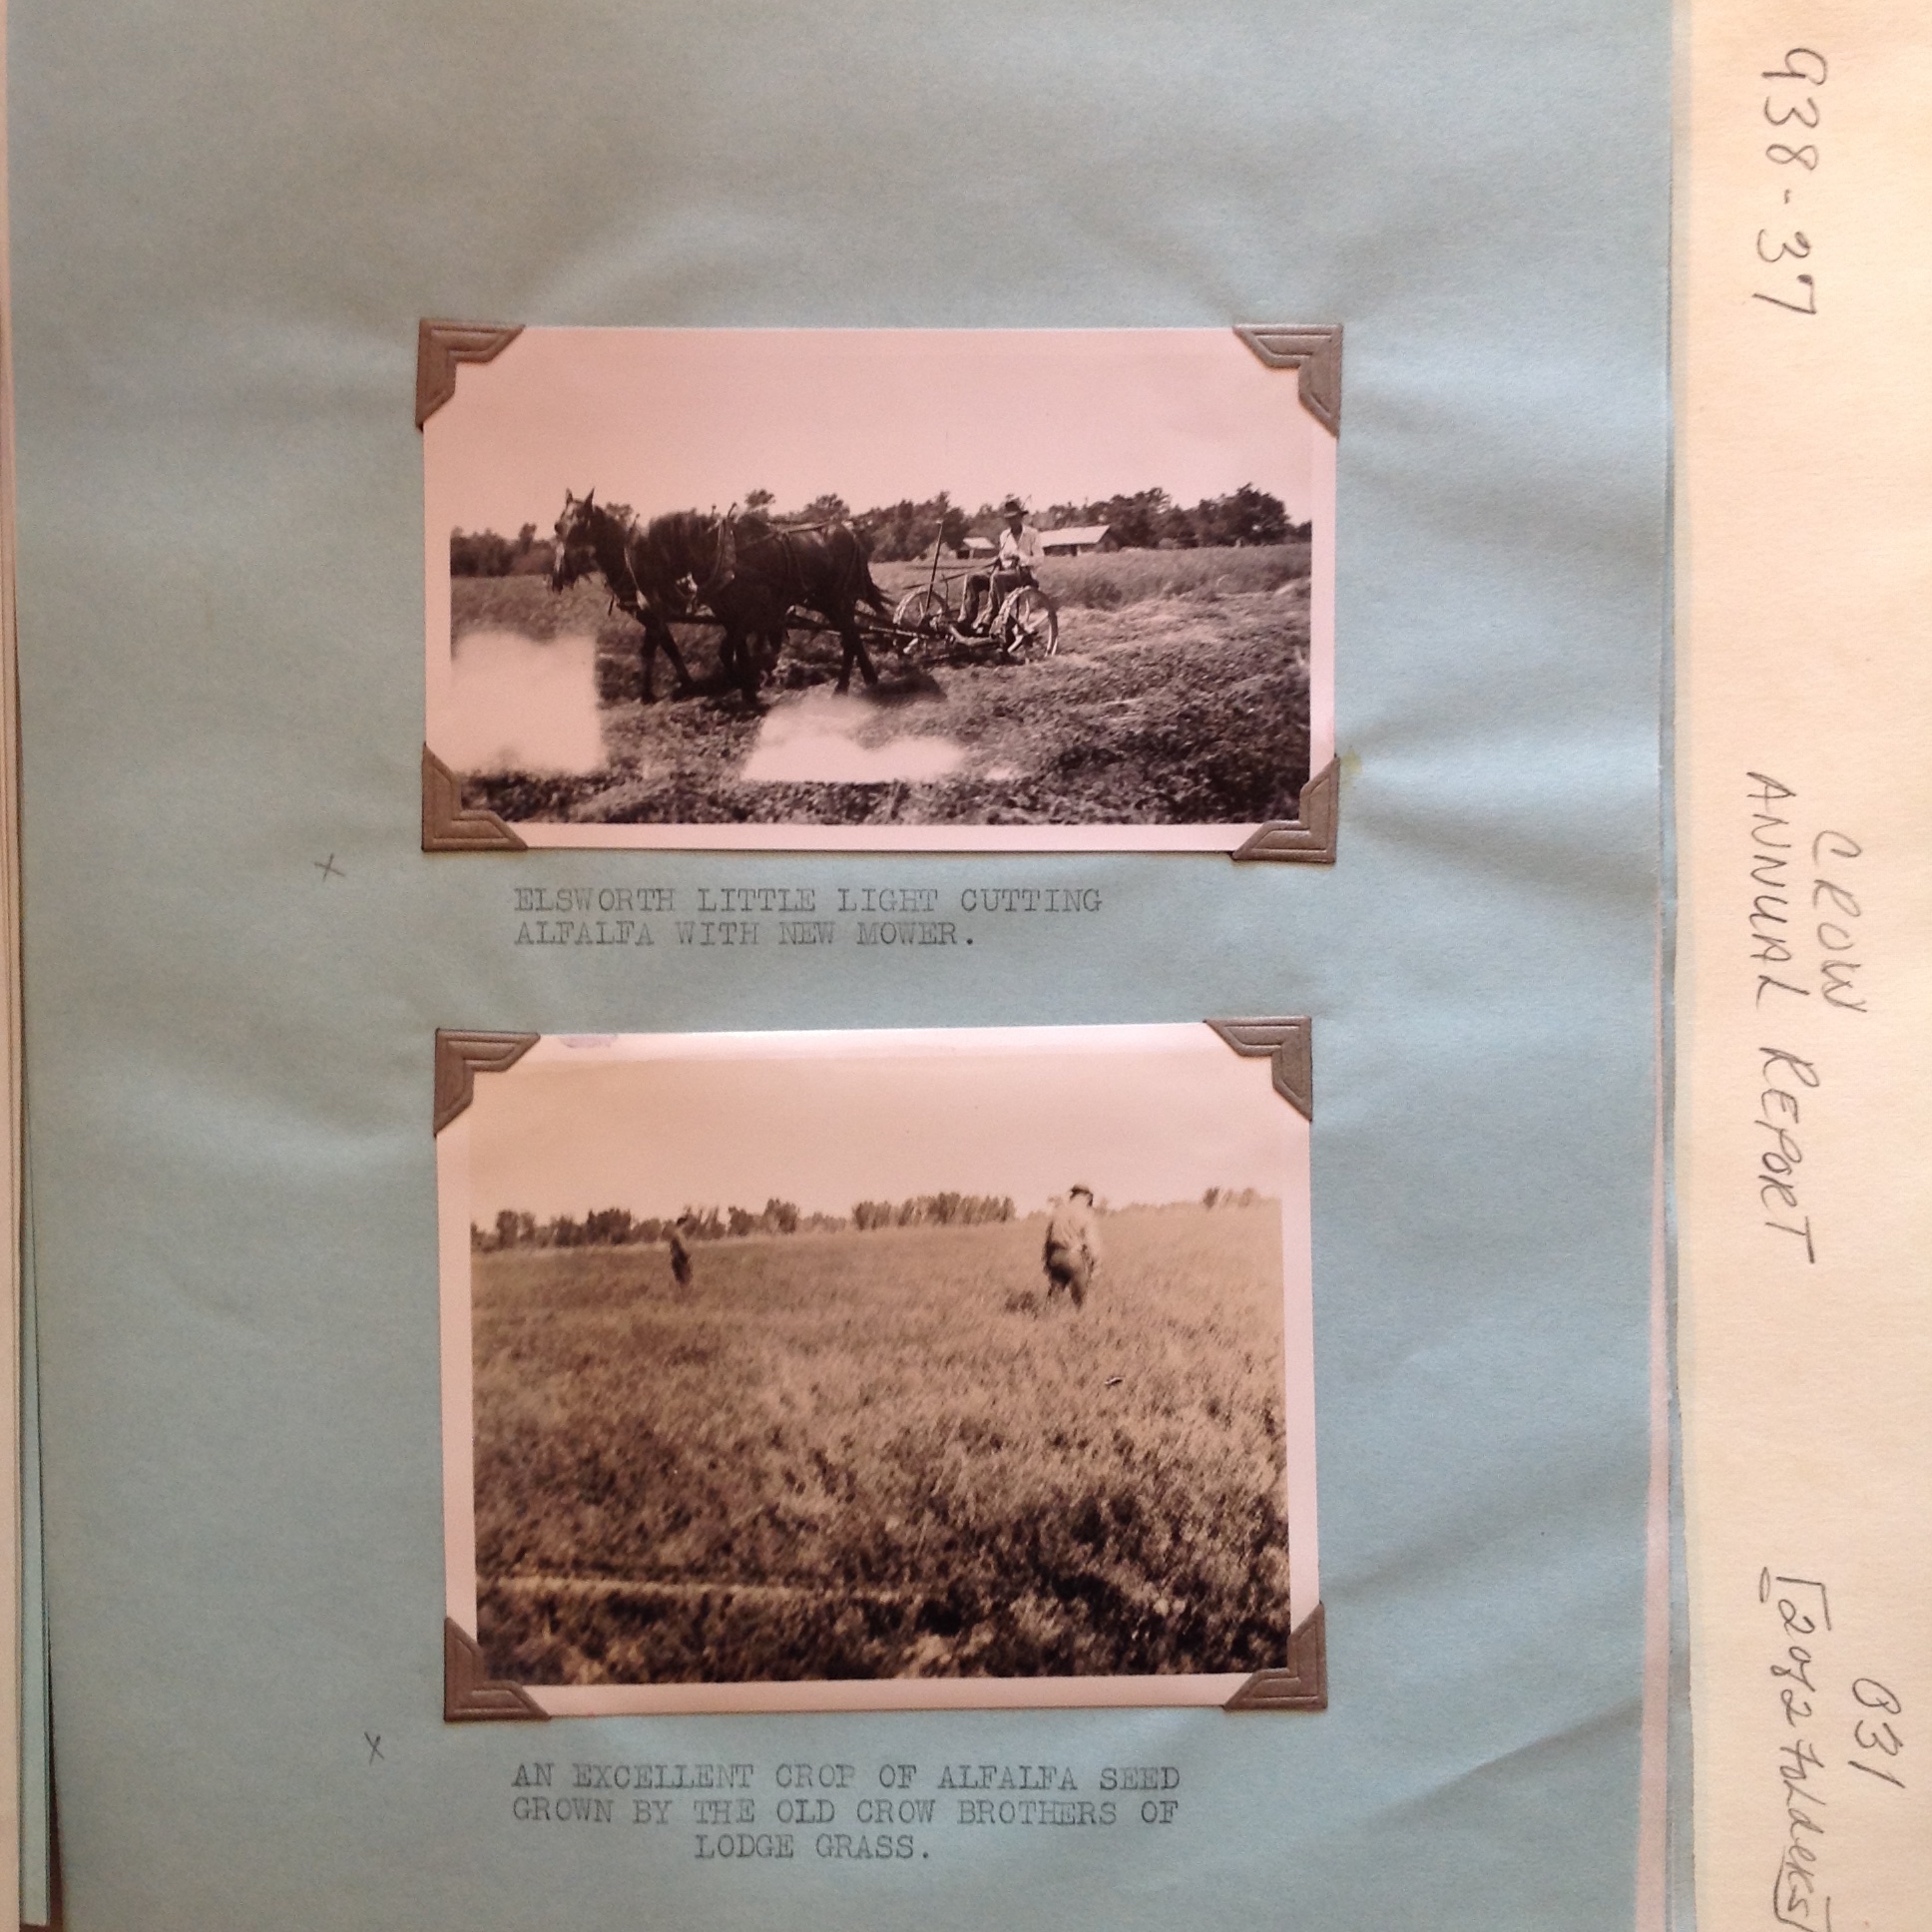 x
ELSWORTH LITTLE LIGHT CUTTING
ALFALFA WITH NEW MOWER.
x
AN EXCELLENT CROP OF ALFALFA SEED
GROWN BY THE OLD CROW BROTHERS OF
LODGE GRASS.
938-37
CROW
ANNUAL REPORT
031
[2 of 2 folders]